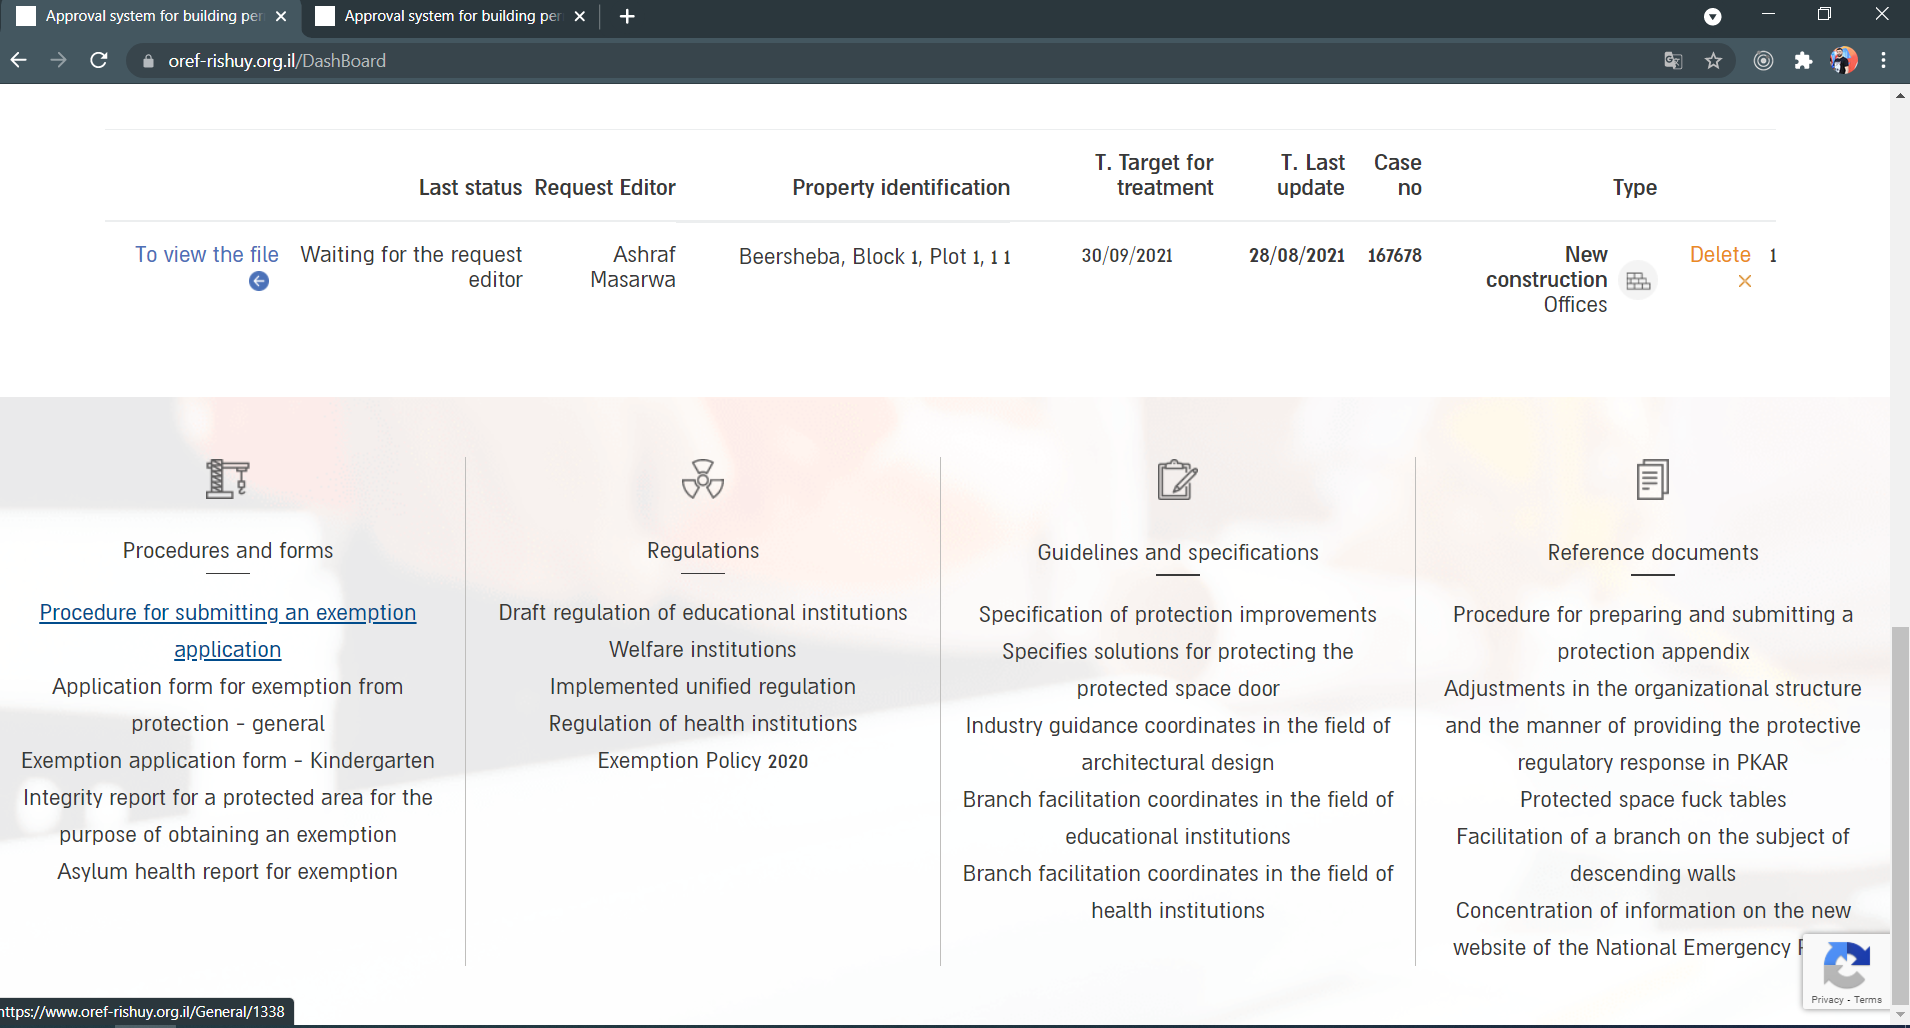 Approval system for building per
Approval system for building per
oref-rishuy.org.il/DashBoard
Last status
Request Editor
Property identification
T. Target for
treatment
T. Last
update
Case
no
Type
To view the file
Waiting for the request
editor
Ashraf
Masarwa
Beersheba, Block 1, Plot 1, 1 1
30/09/2021
28/08/2021
167678
New
construction
Offices
Delete
1
Procedures and forms
Procedure for submitting an exemption
application
Application form for exemption from
protection - general
Exemption application form - Kindergarten
Integrity report for a protected area for the
purpose of obtaining an exemption
Asylum health report for exemption
Regulations
Draft regulation of educational institutions
Welfare institutions
Implemented unified regulation
Regulation of health institutions
Exemption Policy 2020
Guidelines and specifications
Specification of protection improvements
Specifies solutions for protecting the
protected space door
Industry guidance coordinates in the field of
architectural design
Branch facilitation coordinates in the field of
educational institutions
Branch facilitation coordinates in the field of
health institutions
Reference documents
Procedure for preparing and submitting a
protection appendix
Adjustments in the organizational structure
and the manner of providing the protective
regulatory response in PKAR
Protected space fuck tables
Facilitation of a branch on the subject of
descending walls
Concentration of information on the new
website of the National Emergency
Privacy - Terms
https://www.oref-rishuy.org.il/General/1338